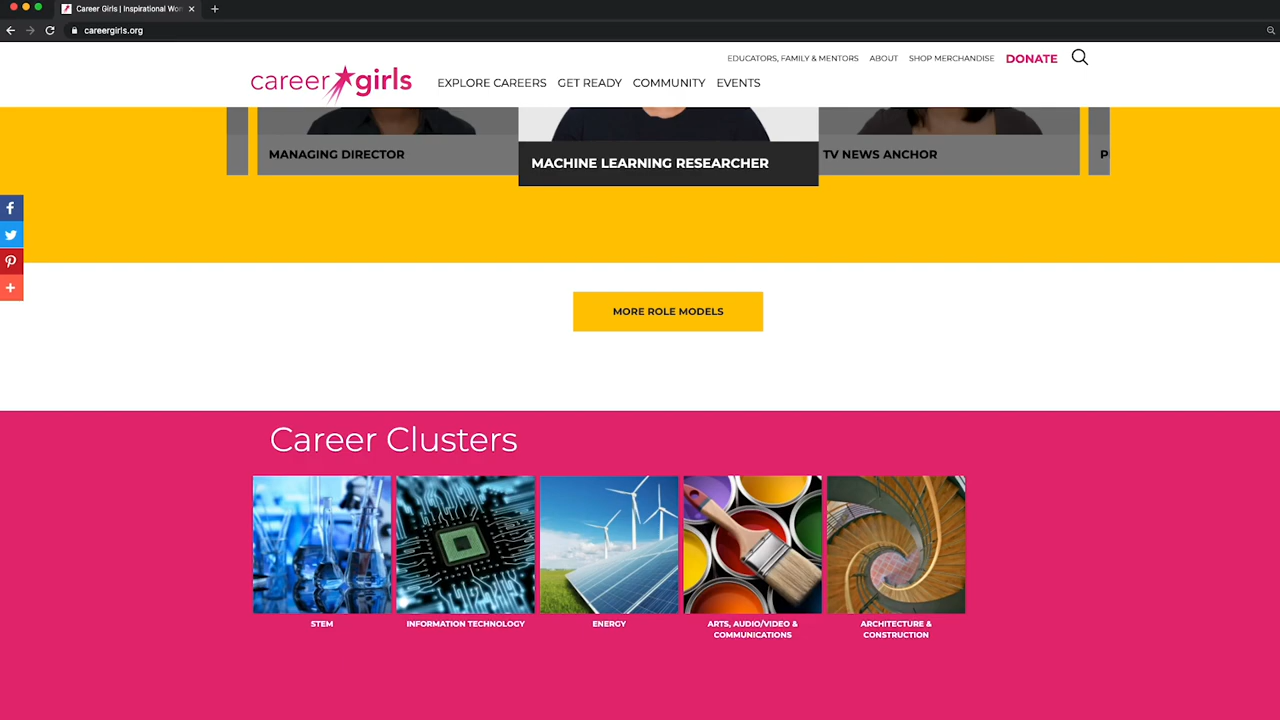 Career Girls | Inspirational Wom
careergirls.org
EDUCATORS, FAMILY & MENTORS ABOUT SHOP MERCHANDISE DONATE
career girls EXPLORE CAREERS GET READY COMMUNITY EVENTS
MANAGING DIRECTOR MACHINE LEARNING RESEARCHER TV NEWS ANCHOR P
MORE ROLE MODELS
Career Clusters
STEM
INFORMATION TECHNOLOGY
ENERGY
ARTS, AUDIO/VIDEO &
COMMUNICATIONS
ARCHITECTURE &
CONSTRUCTION